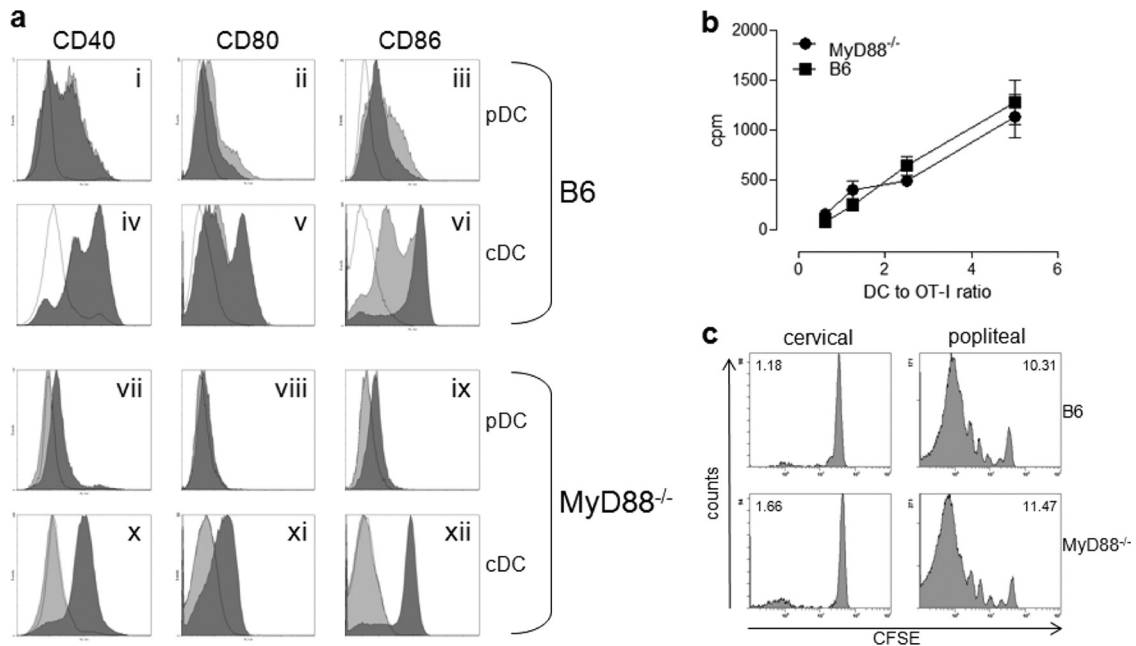 a
CD40 CD80 CD86
i ii iii
pDC
iv v vi
cDC
B6
vii viii ix
pDC
x xi xii
cDC
MyD88-/-
b
2000
1500
1000
500
0
cpm
MyD88-/-
B6
0 2 4 6
DC to OT-I ratio
c
cervical popliteal
1.18 10.31
B6
1.66 11.47
MyD88-/-
counts
CFSE